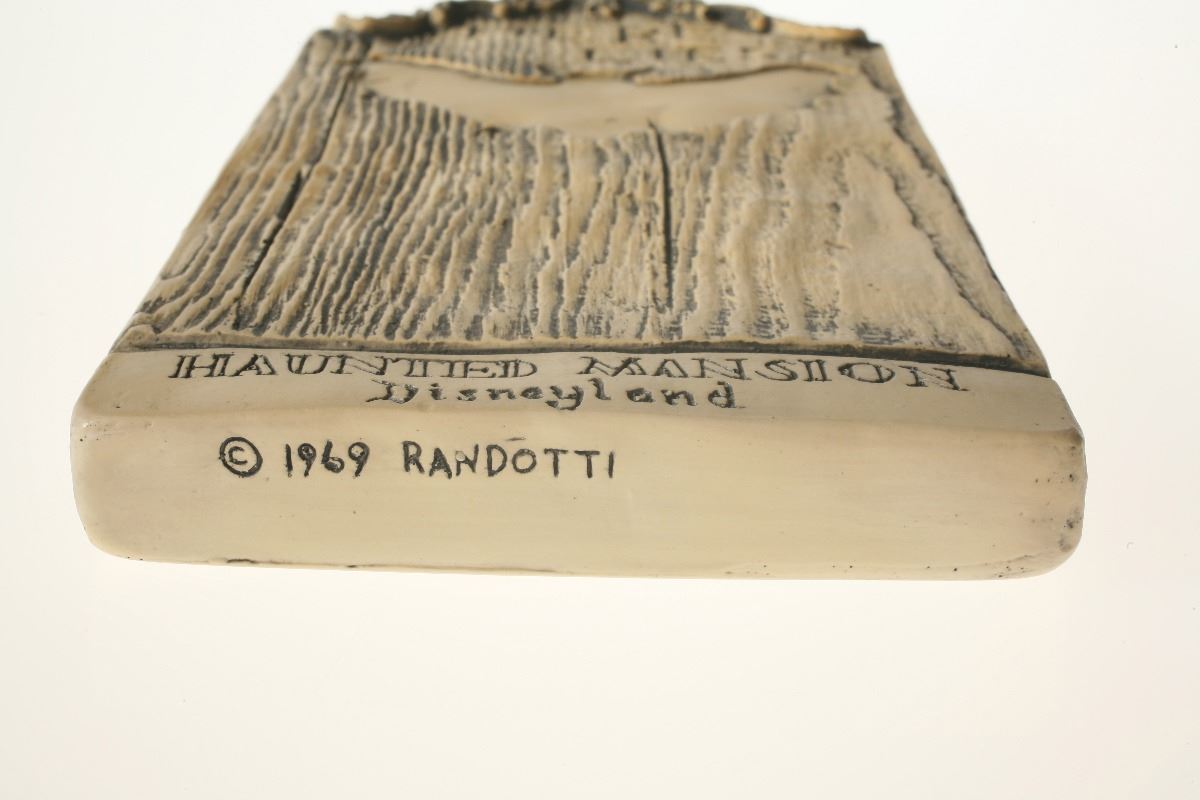 HAUNTED MANSION
Disneyland
© 1969 RANDOTTI